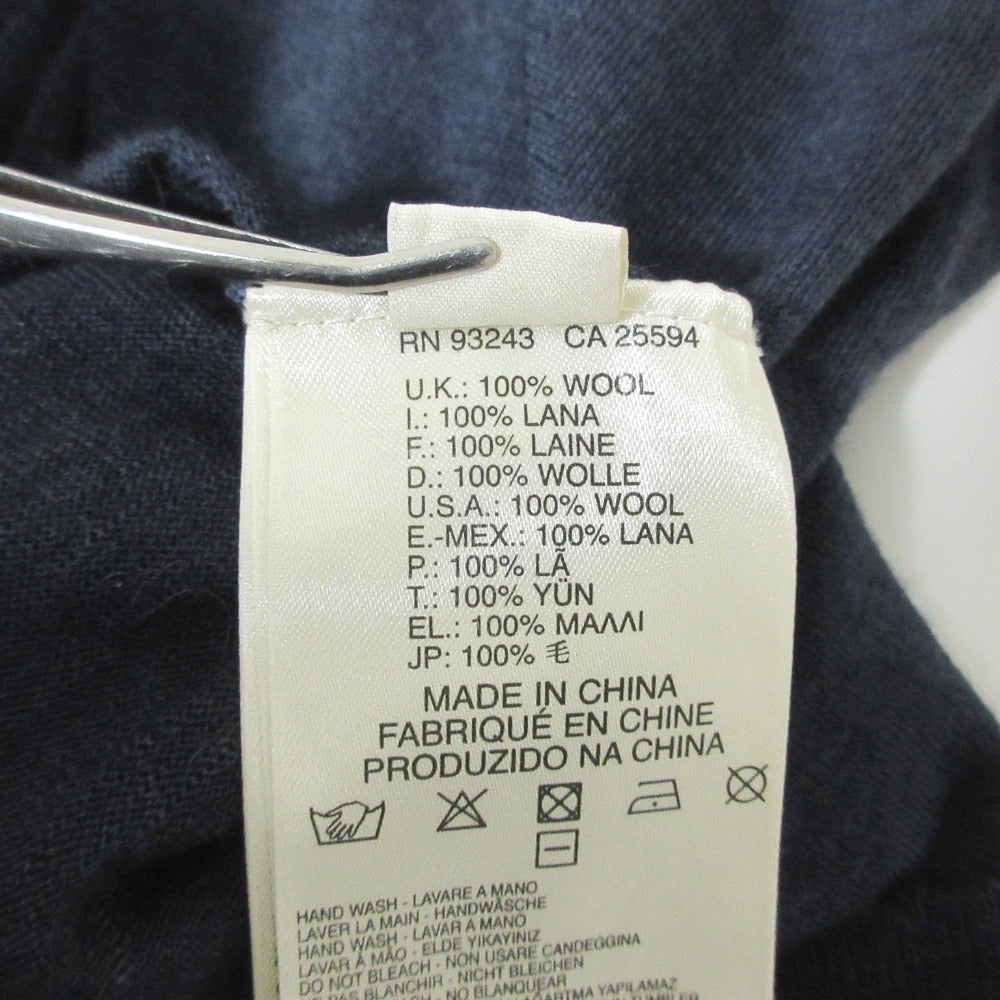 RN 93243 CA 25594
U.K.: 100% WOOL
I.: 100% LANA
F.: 100% LAINE
D.: 100% WOLLE
U.S.A.: 100% WOOL
E.-MEX.: 100% LANA
P.: 100% LÃ
T.: 100% YÜN
EL.: 100% ΜΑΛΛΙ
JP: 100% 毛
MADE IN CHINA
FABRIQUÉ EN CHINE
PRODUZIDO NA CHINA
HAND WASH - LAVARE A MANO
LAVER LA MAIN - HANDWÄSCHE
HAND WASH - LAVAR A MANO
LAVAR À MÃO - ELDE YIKAYINIZ
DO NOT BLEACH - NON USARE CANDEGGINA
NE PAS BLANCHIR - NICHT BLEICHEN
NO BLANQUEAR
YAPILAMAZ